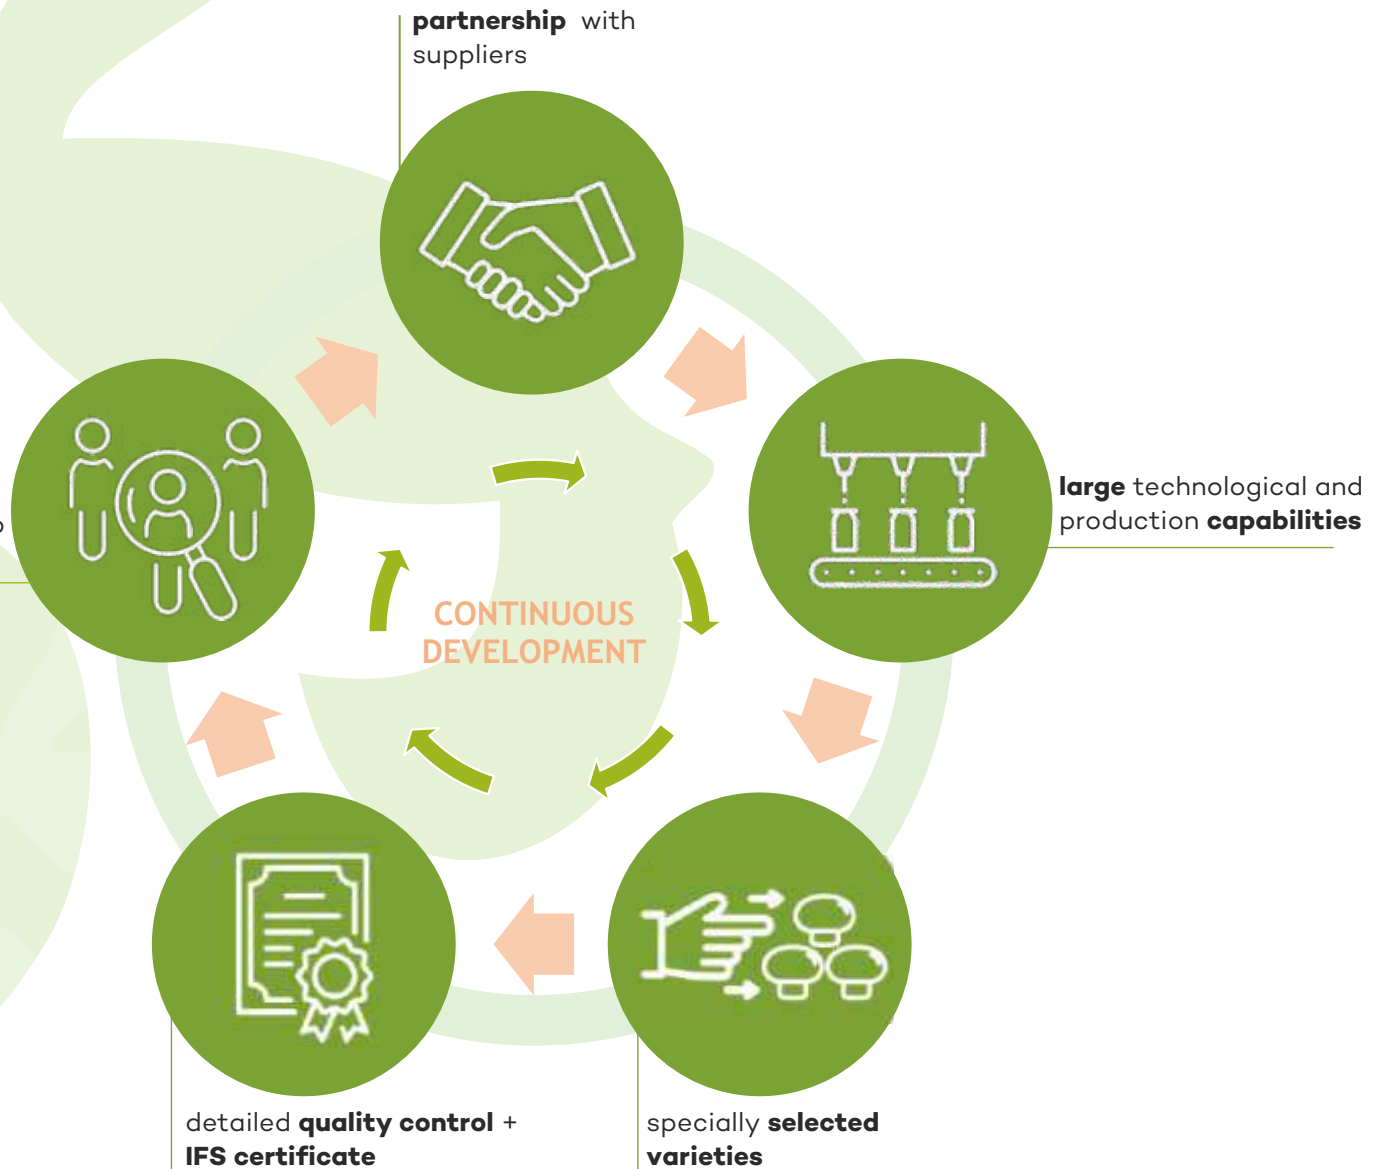 partnership with
suppliers
large technological and
production capabilities
CONTINUOUS
DEVELOPMENT
detailed quality control +
IFS certificate
specially selected
varieties